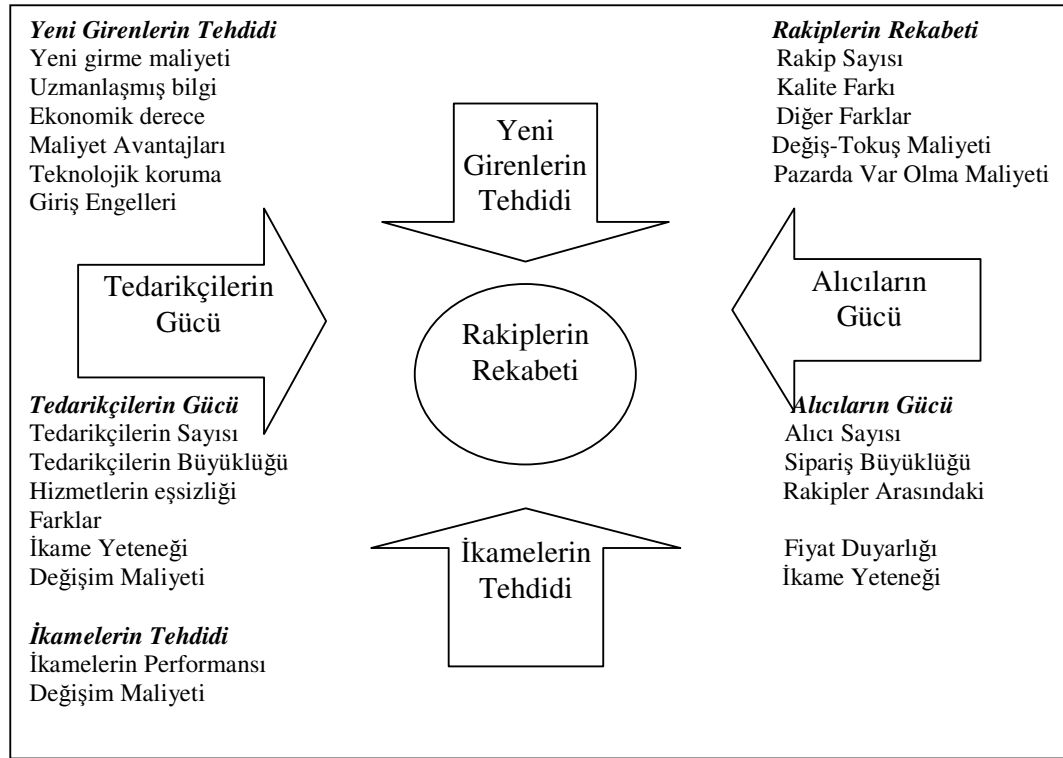 Yeni Girenlerin Tehdidi
Yeni girme maliyeti
Uzmanlaşmış bilgi
Ekonomik derece
Maliyet Avantajları
Teknolojik koruma
Giriş Engelleri
Rakiplerin Rekabeti
Rakip Sayısı
Kalite Farkı
Diğer Farklar
Değiş-Tokuş Maliyeti
Pazarda Var Olma Maliyeti
Yeni
Girenlerin
Tehdidi
Tedarikçilerin
Gücü
Rakiplerin
Rekabeti
Alıcıların
Gücü
Tedarikçilerin Gücü
Tedarikçilerin Sayısı
Tedarikçilerin Büyüklüğü
Hizmetlerin eşsizliği
Farklar
İkame Yeteneği
Değişim Maliyeti
Alıcıların Gücü
Alıcı Sayısı
Sipariş Büyüklüğü
Rakipler Arasındaki
Fiyat Duyarlığı
İkame Yeteneği
İkamelerin
Tehdidi
İkamelerin Tehdidi
İkamelerin Performansı
Değişim Maliyeti